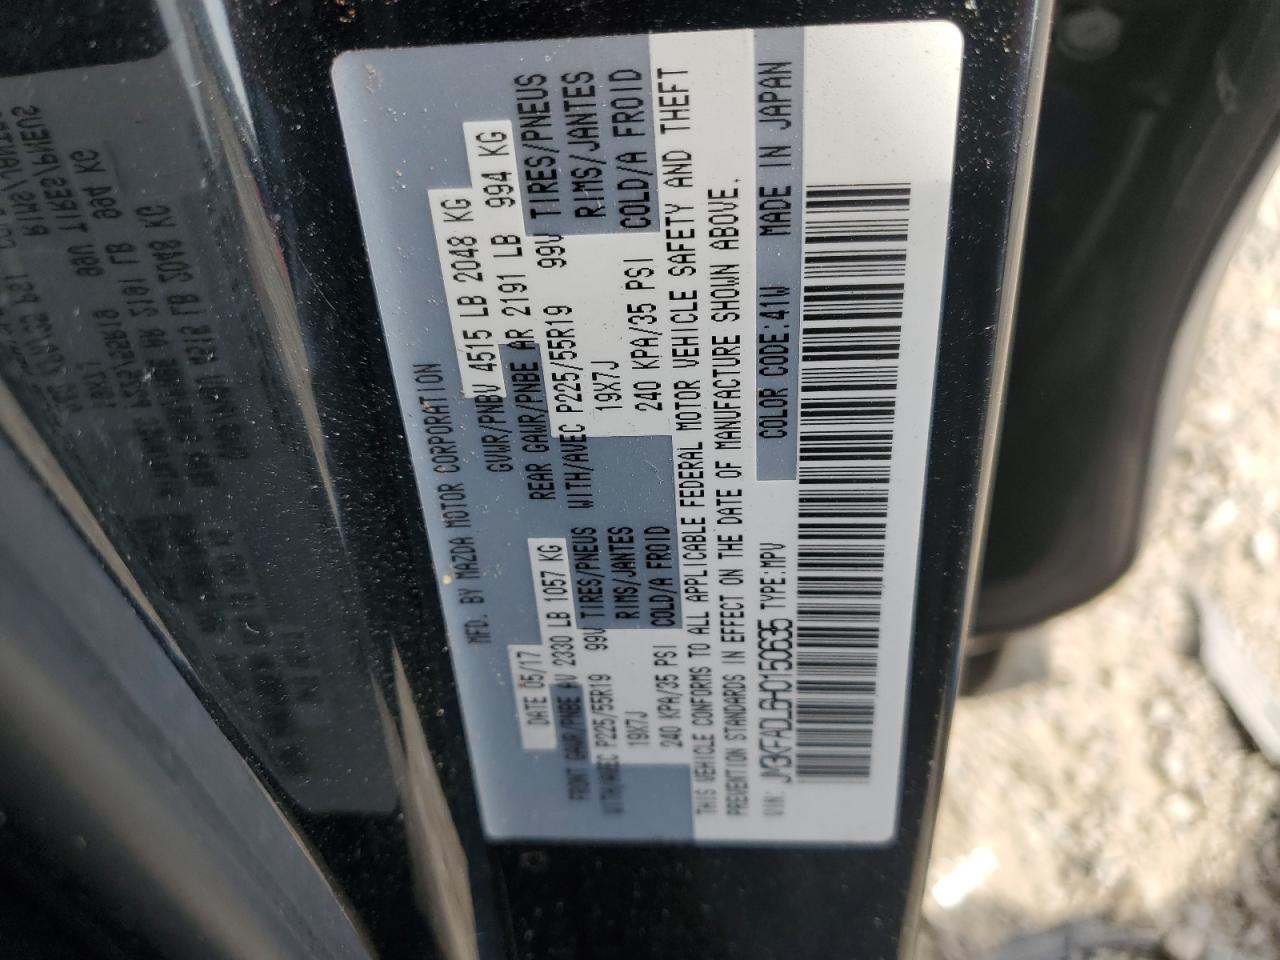 MFD. BY MAZDA MOTOR CORPORATION
DATE 05/17 GVWR/PNBV 4515 LB 2048 KG
FRONT GAWR/PNBE AV 2330 LB 1057 KG REAR GAWR/PNBE AR 2191 LB 994 KG
WITH/AVEC P225/55R19 99V TIRES/PNEUS WITH/AVEC P225/55R19 99V TIRES/PNEUS
19X7J RIMS/JANTES 19X7J RIMS/JANTES
240 KPA/35 PSI COLD/A FROID 240 KPA/35 PSI COLD/A FROID
THIS VEHICLE CONFORMS TO ALL APPLICABLE FEDERAL MOTOR VEHICLE SAFETY AND THEFT
PREVENTION STANDARDS IN EFFECT ON THE DATE OF MANUFACTURE SHOWN ABOVE.
VIN: JM3KFADL6H0150635 TYPE:MPV COLOR CODE:41W MADE IN JAPAN